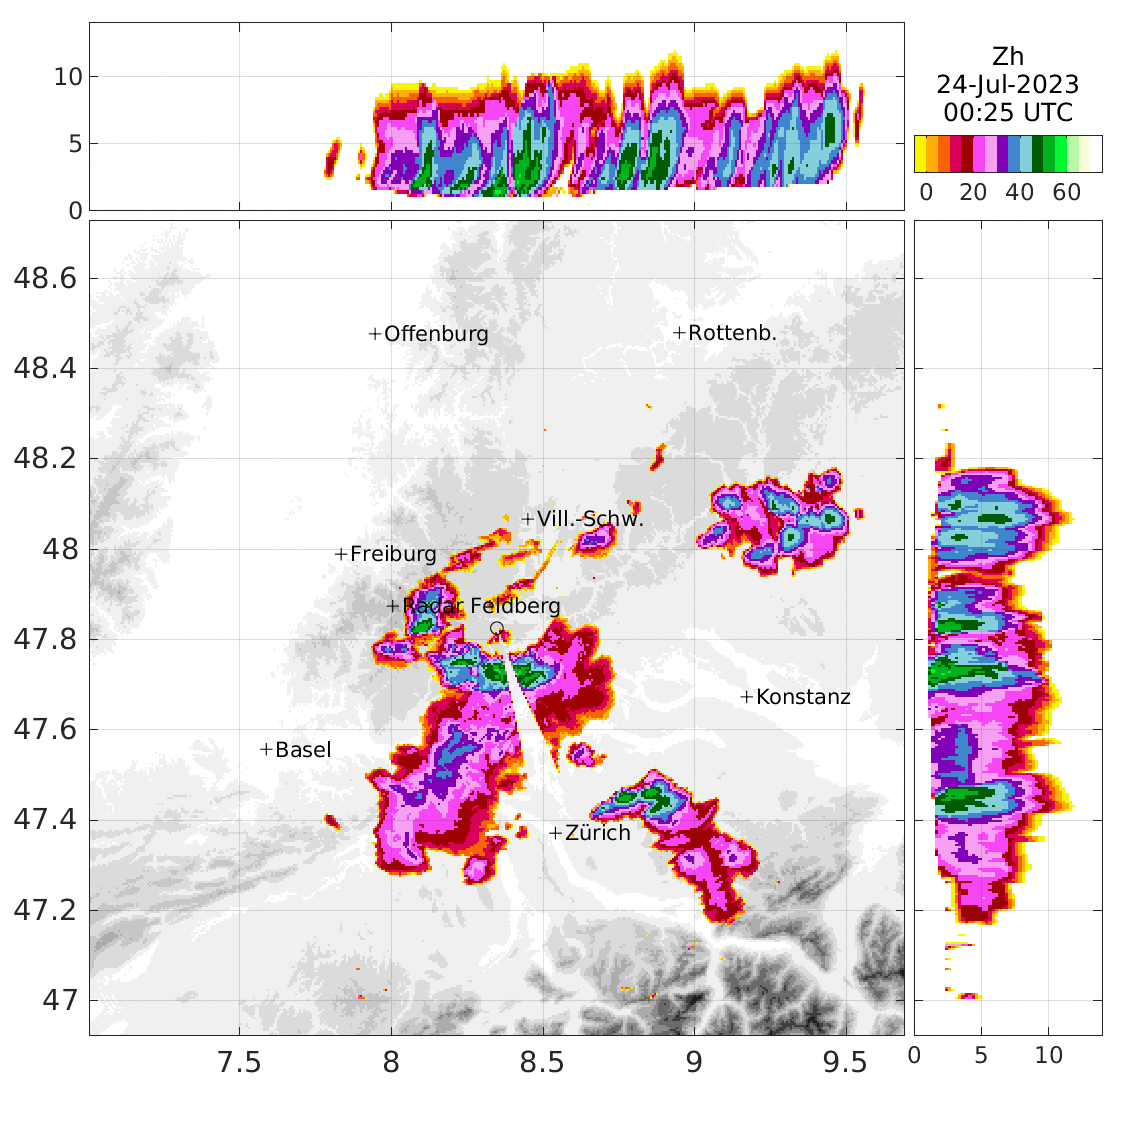 10
5
0
Zh
24-Jul-2023
00:25 UTC
0 20 40 60
48.6
48.4
48.2
48
47.8
47.6
47.4
47.2
47
+Offenburg
+Rottenb.
+Vill.-Schw.
+Freiburg
+Radar Feldberg
+Konstanz
+Basel
+Zürich
7.5 8 8.5 9 9.5
0 5 10